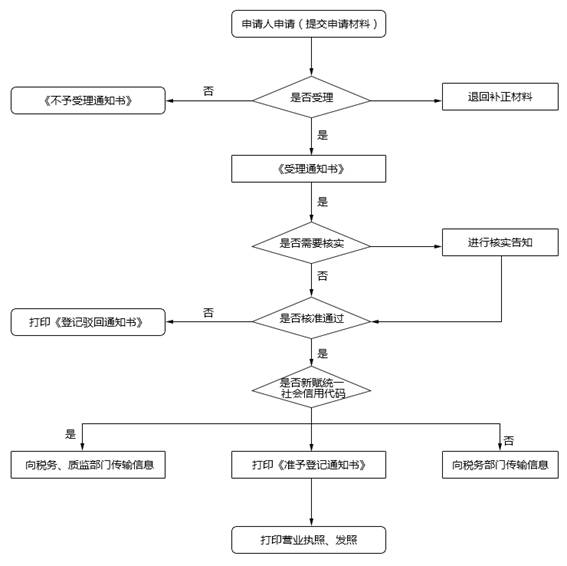 申请人申请（提交申请材料）
否
《不予受理通知书》
是否受理
退回补正材料
是
《受理通知书》
是
是否需要核实
进行核实告知
否
否
打印《登记驳回通知书》
是否核准通过
是
是否新赋统一
社会信用代码
是
否
向税务、质监部门传输信息
打印《准予登记通知书》
向税务部门传输信息
打印营业执照、发照